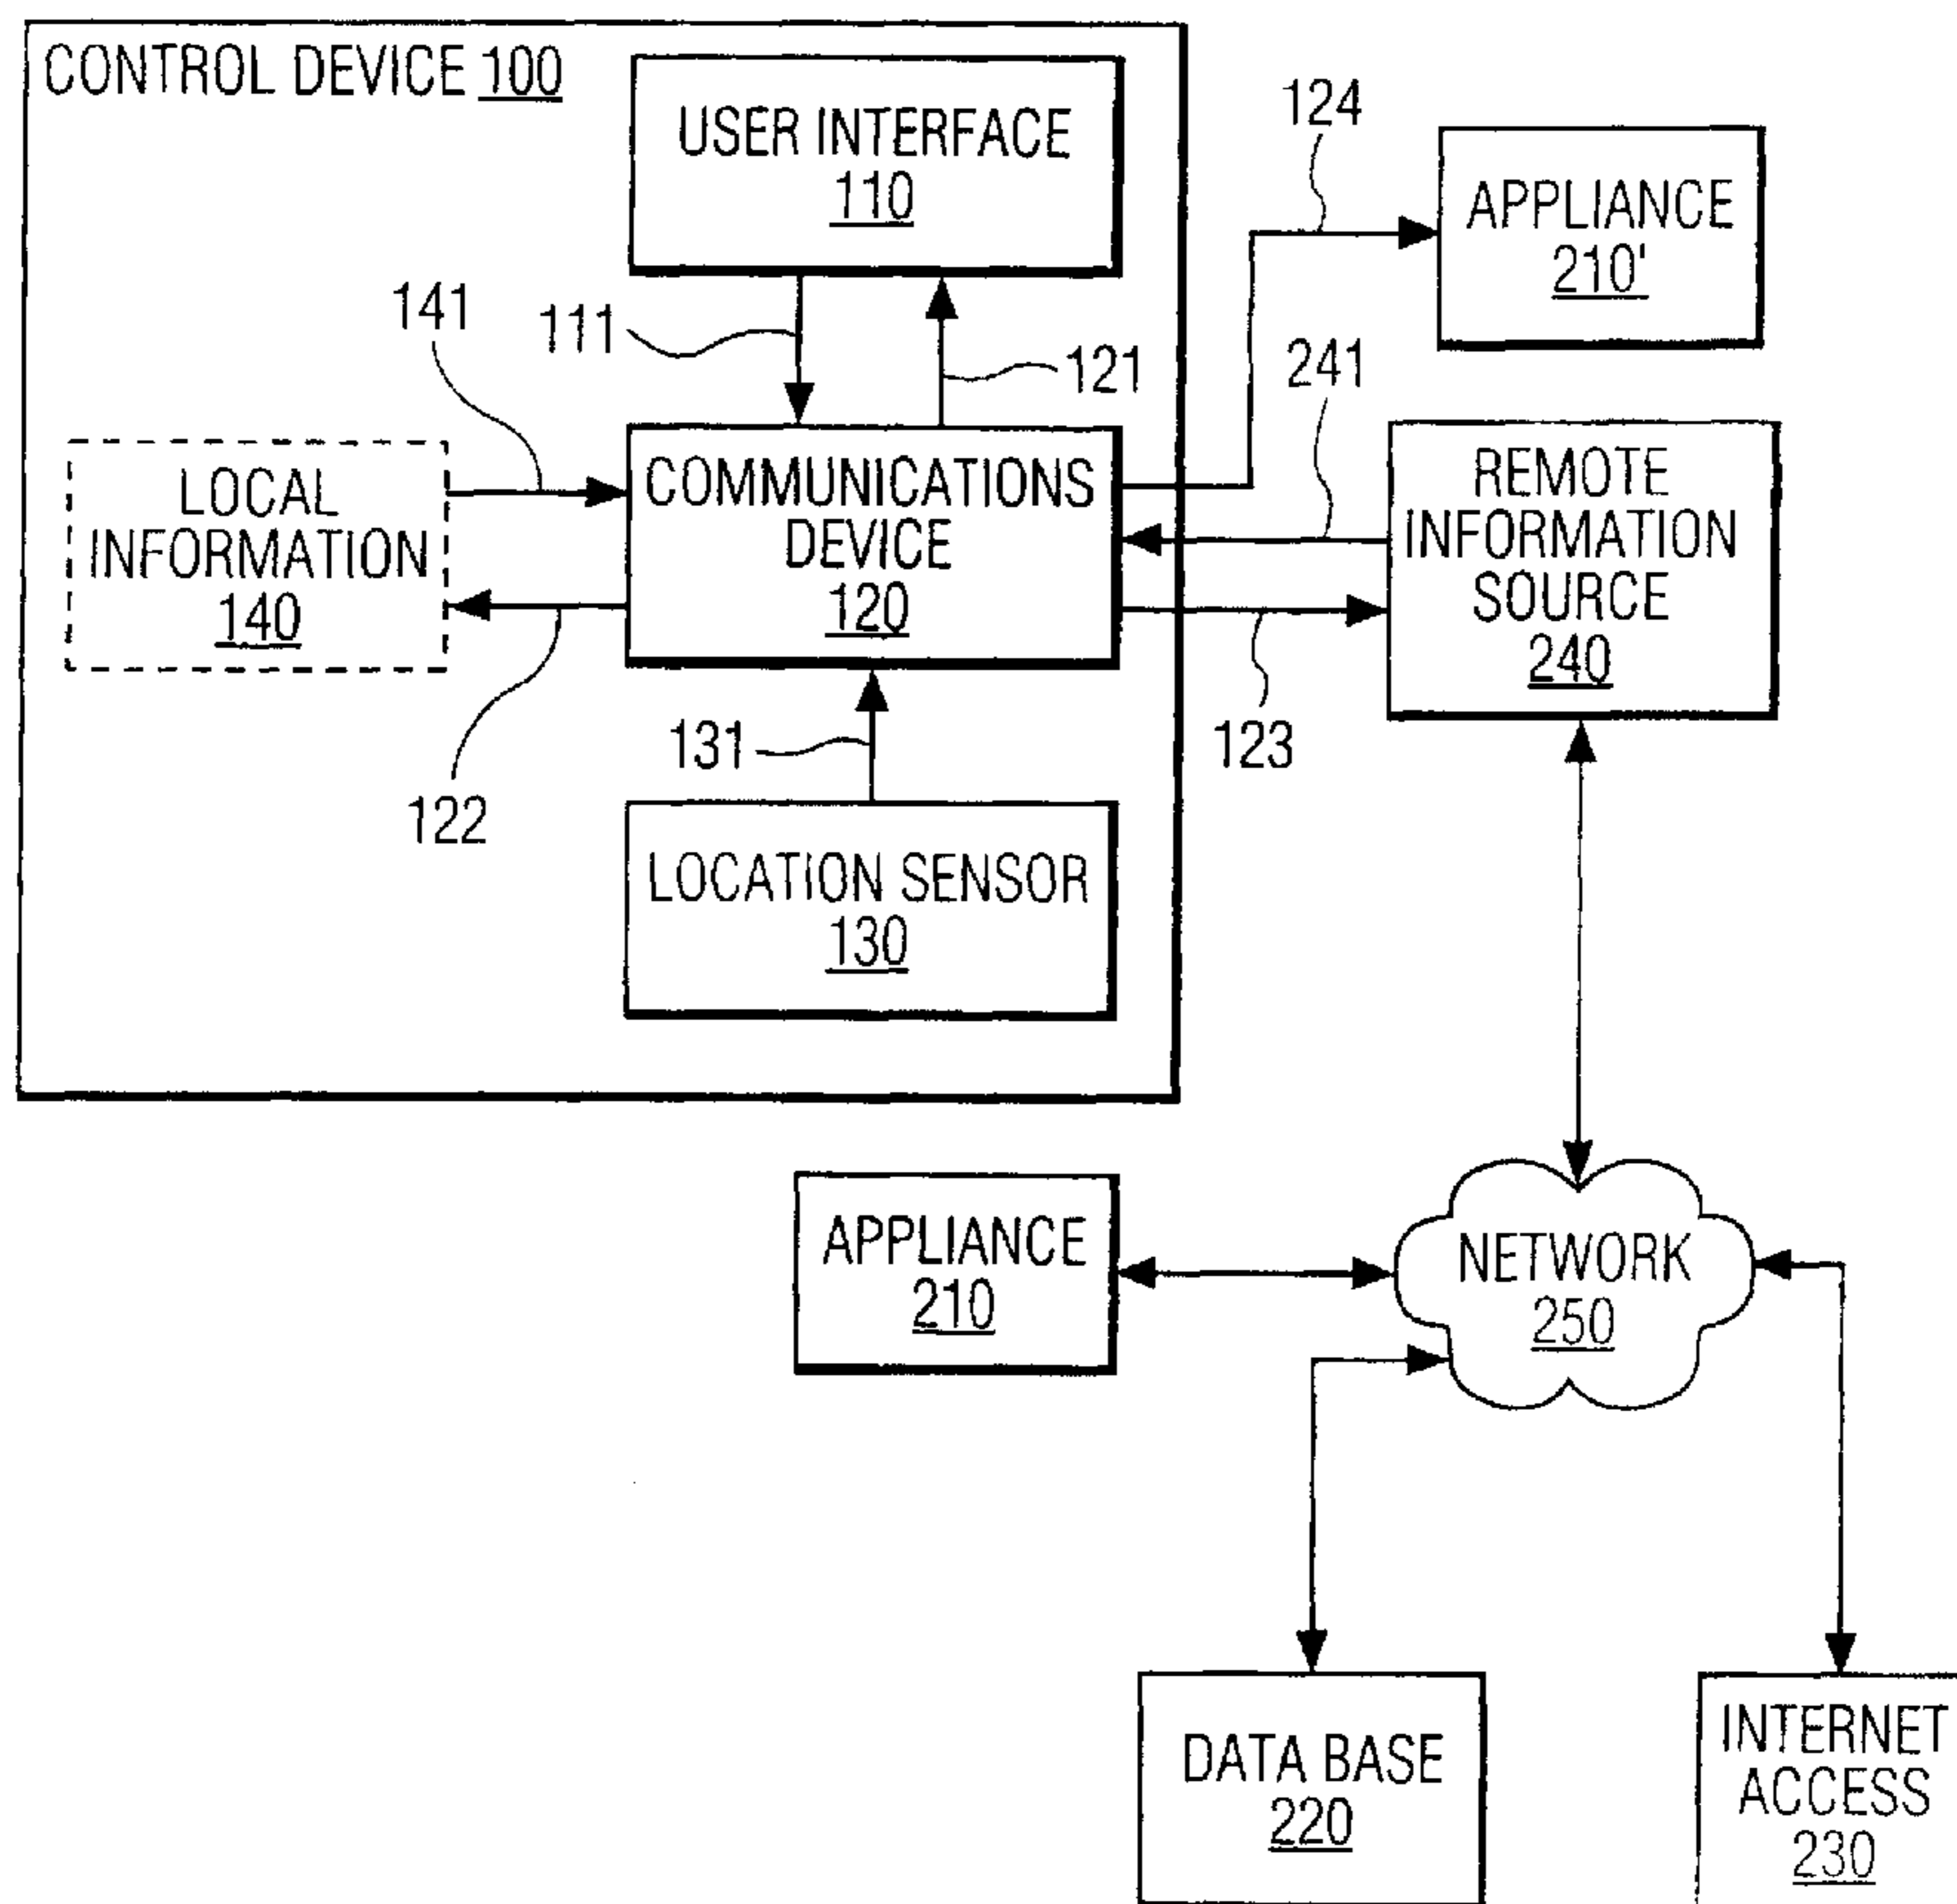 CONTROL DEVICE 100
USER INTERFACE
110
124
APPLIANCE
210'
141
111
121
241
LOCAL
INFORMATION
140
COMMUNICATIONS
DEVICE
120
REMOTE
INFORMATION
SOURCE
240
122
131
123
LOCATION SENSOR
130
APPLIANCE
210
NETWORK
250
DATA BASE
220
INTERNET
ACCESS
230